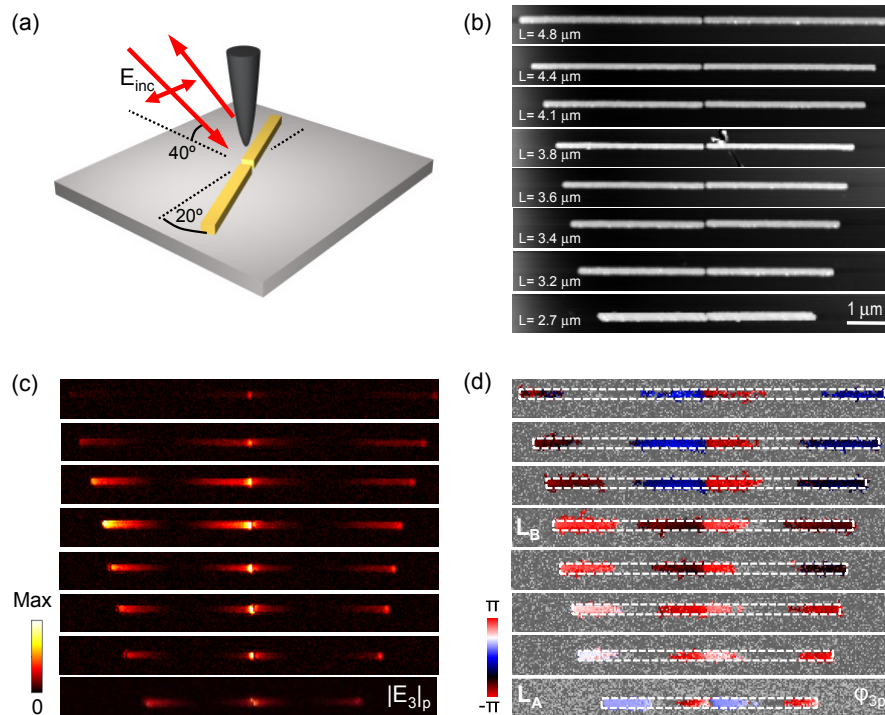 (a)
E_inc
40º
20º
(b)
L= 4.8 μm
L= 4.4 μm
L= 4.1 μm
L= 3.8 μm
L= 3.6 μm
L= 3.4 μm
L= 3.2 μm
L= 2.7 μm
1 μm
(c)
Max
0
|E_3|_p
(d)
L_B
π
-π
L_A
φ_3p